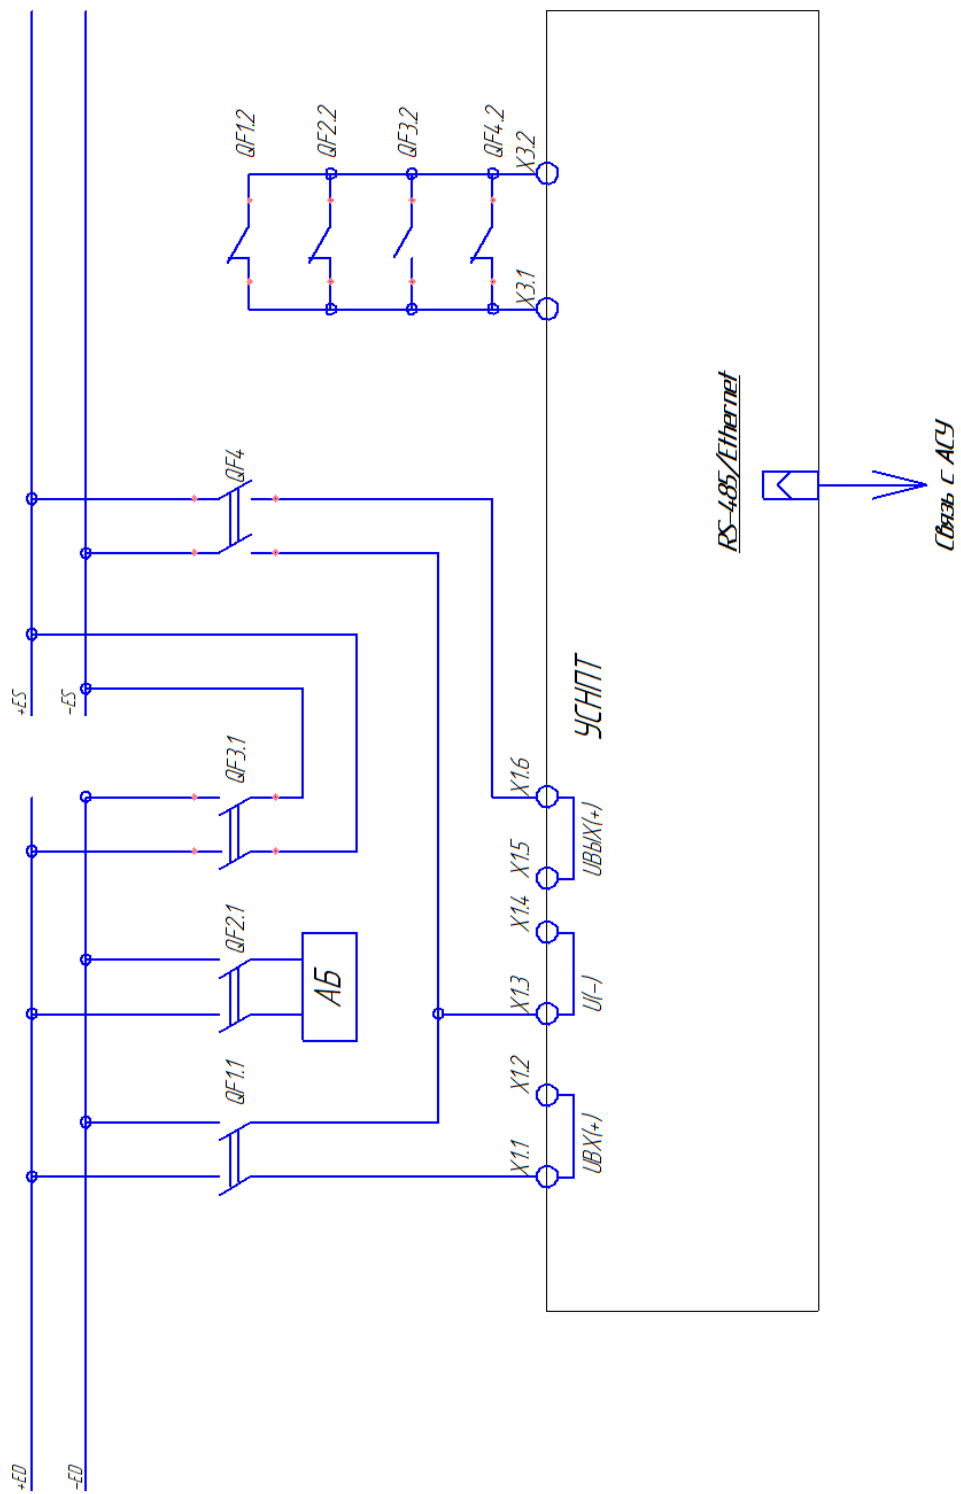 +ED
+ES
-ED
-ES
QF1.1
QF2.1
QF3.1
QF4
QF1.2
QF2.2
QF3.2
QF4.2
АБ
X1.1
X1.2
X1.3
X1.4
X1.5
X1.6
X3.1
X3.2
UВХ(+)
U(-)
UВЫХ(+)
УСНПТ
RS-485/Ethernet
Связь с АСУ